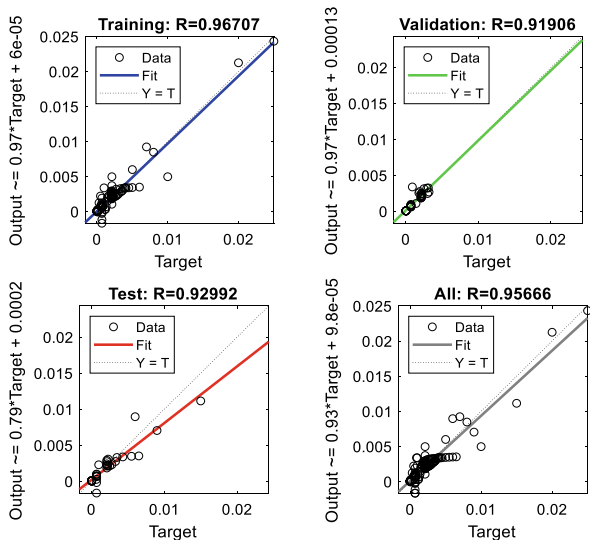 Training: R=0.96707
Output ~= 0.97*Target + 6e-05
0.025
0.02
0.015
0.01
0.005
0
Data
Fit
Y = T
0
0.01
0.02
Target
Validation: R=0.91906
Output ~= 0.97*Target + 0.00013
0.02
0.015
0.01
0.005
0
Data
Fit
Y = T
0
0.01
0.02
Target
Test: R=0.92992
Output ~= 0.79*Target + 0.0002
0.02
0.015
0.01
0.005
0
Data
Fit
Y = T
0
0.01
0.02
Target
All: R=0.95666
Output ~= 0.93*Target + 9.8e-05
0.025
0.02
0.015
0.01
0.005
0
Data
Fit
Y = T
0
0.01
0.02
Target